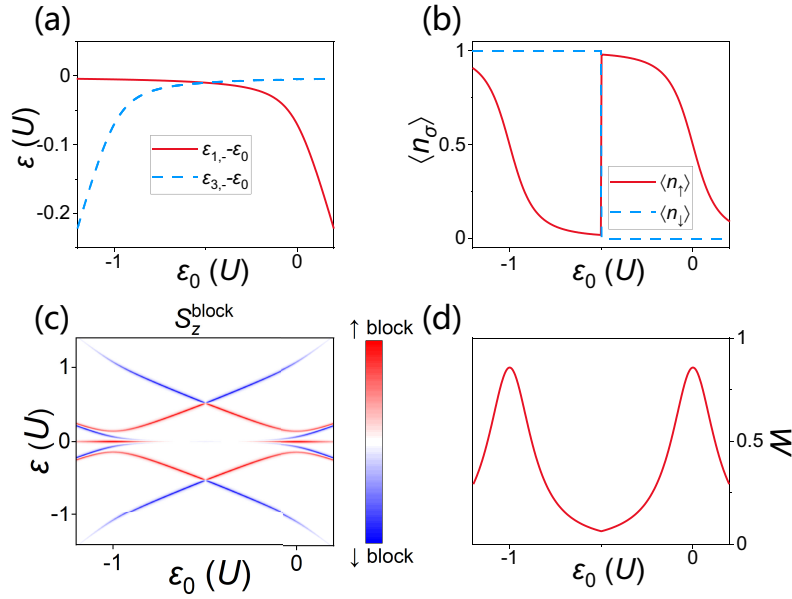 (a)
0
-0.1
-0.2
ε (U)
ε1,--ε0
ε3,--ε0
-1
0
ε0 (U)
(b)
1
0.5
0
⟨nσ⟩
⟨n↑⟩
⟨n↓⟩
-1
0
ε0 (U)
(c)
Szblock
1
0
-1
ε (U)
-1
0
ε0 (U)
↑ block
↓ block
(d)
1
0.5
0
W
-1
0
ε0 (U)